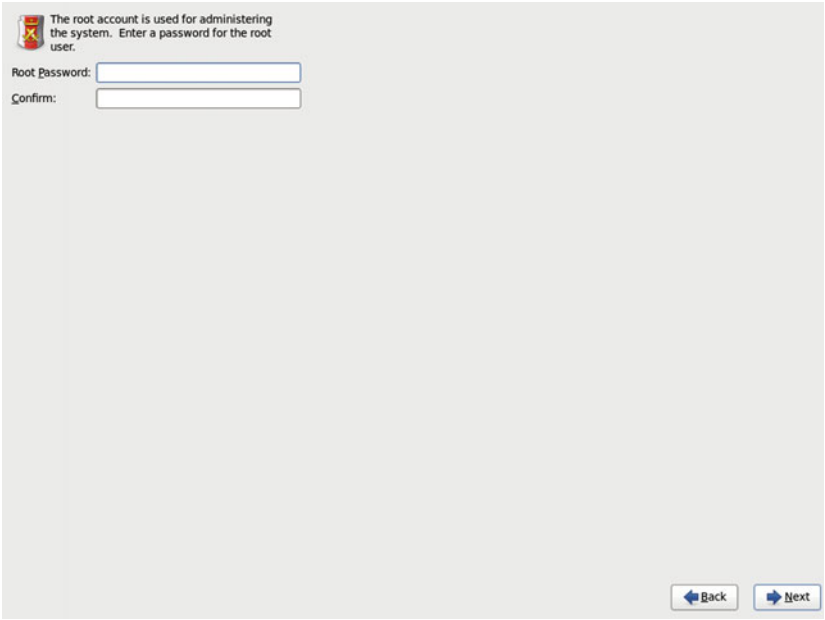 The root account is used for administering
the system.  Enter a password for the root
user.
Root Password:
Confirm:
Back
Next